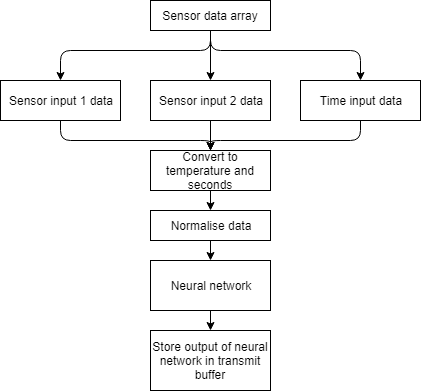 Sensor data array
Sensor input 1 data
Sensor input 2 data
Time input data
Convert to
temperature and
seconds
Normalise data
Neural network
Store output of neural
network in transmit
buffer